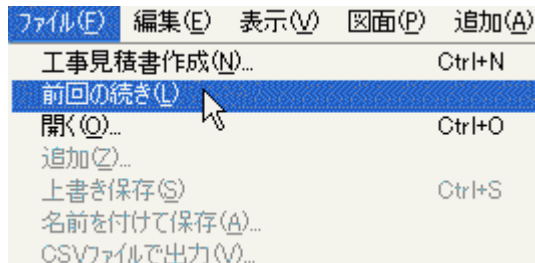 ファイル(F) 編集(E) 表示(V) 図面(P) 追加(A)
工事見積書作成(N)... Ctrl+N
前回の続き(L)
開く(O)... Ctrl+O
追加(Z)...
上書き保存(S) Ctrl+S
名前を付けて保存(A)...
CSVファイルで出力(V)...